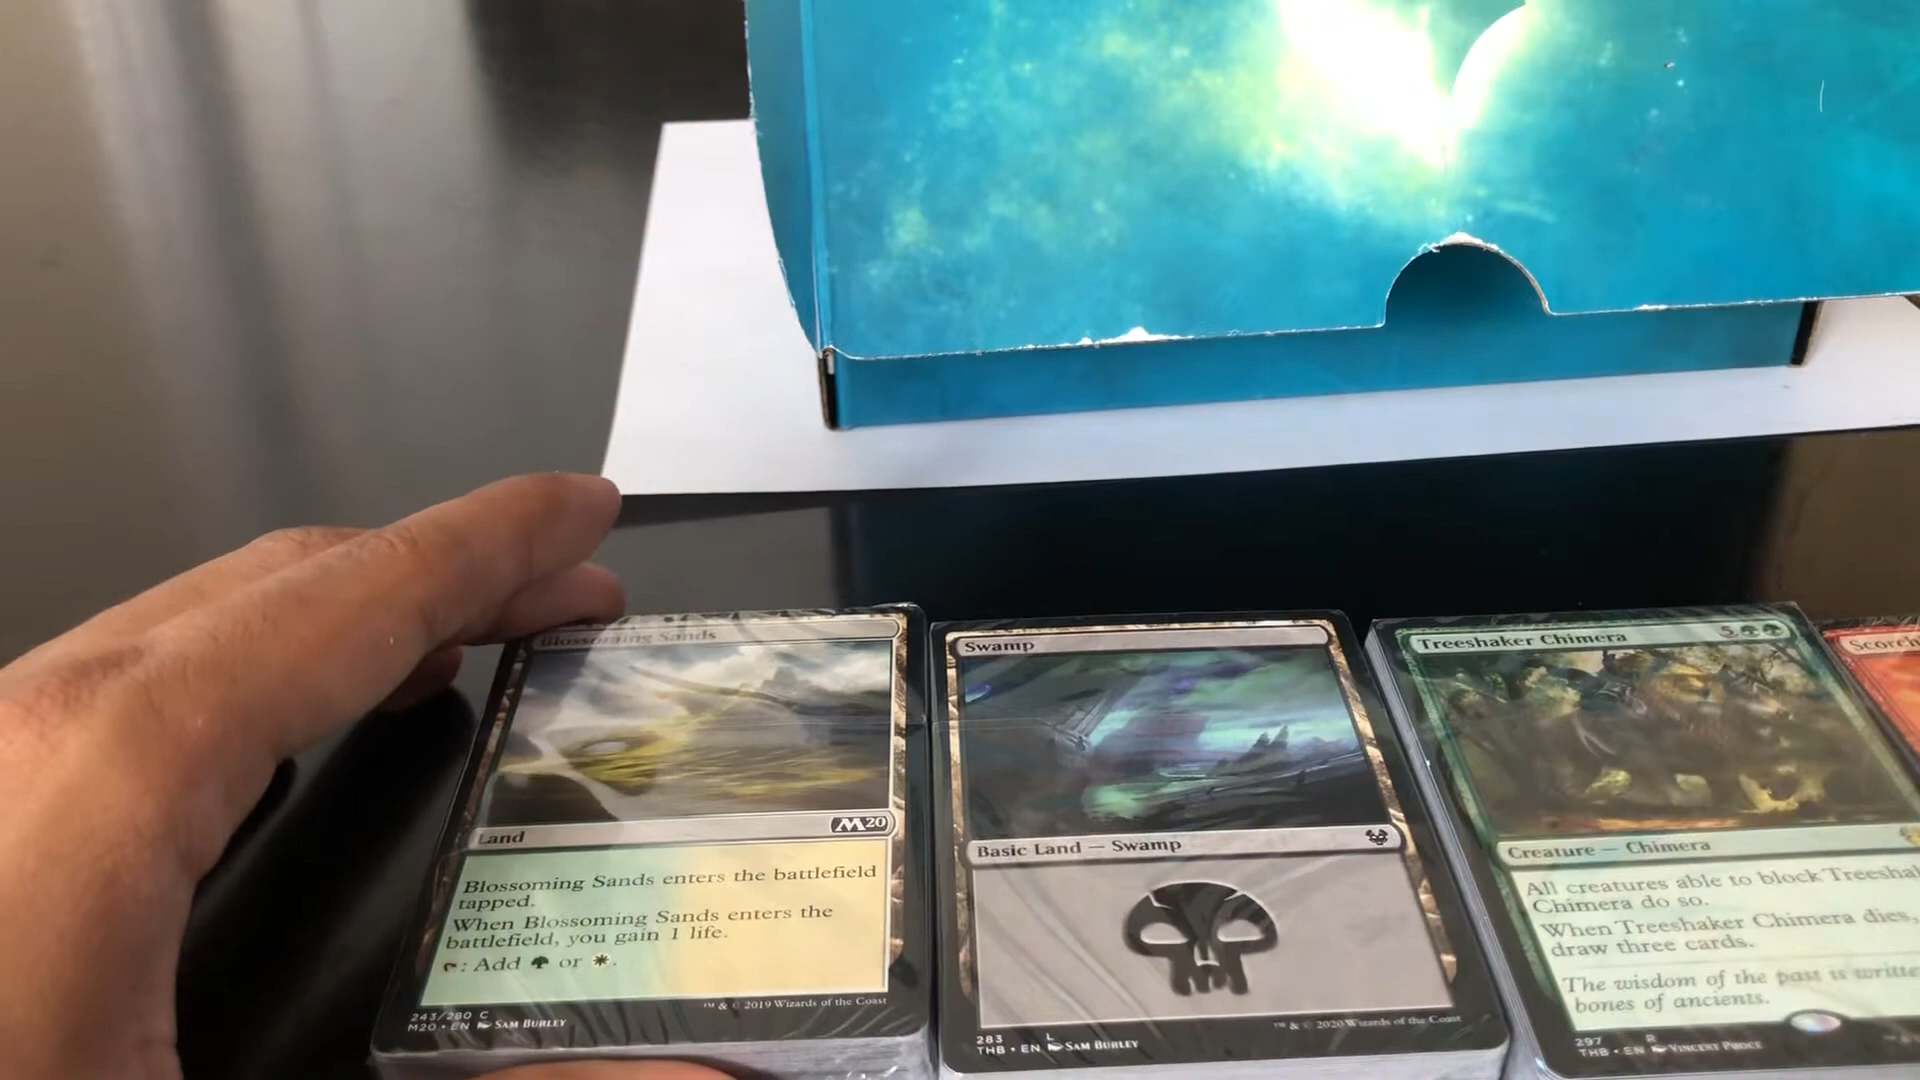 Blossoming Sands
Land
M20
Blossoming Sands enters the battlefield
tapped.
When Blossoming Sands enters the
battlefield, you gain 1 life.
: Add or .
™ & © 2019 Wizards of the Coast
243/280 C
M20 • EN SAM BURLEY
Swamp
Basic Land — Swamp
™ & © 2020 Wizards of the Coast
283 L
THB • EN SAM BURLEY
Treeshaker Chimera 5
Creature — Chimera
All creatures able to block Treeshak
Chimera do so.
When Treeshaker Chimera dies,
draw three cards.
The wisdom of the past is writte
bones of ancients.
297 R
THB • EN VINCENT PROCE
Scorch